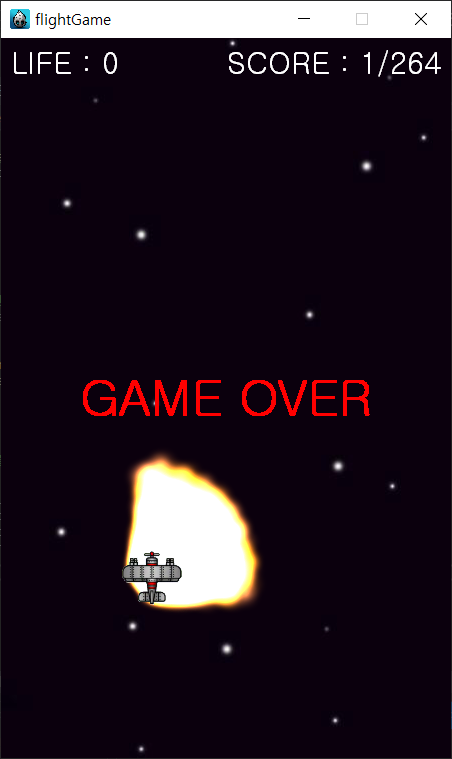 flightGame
LIFE : 0 SCORE : 1/264
GAME OVER